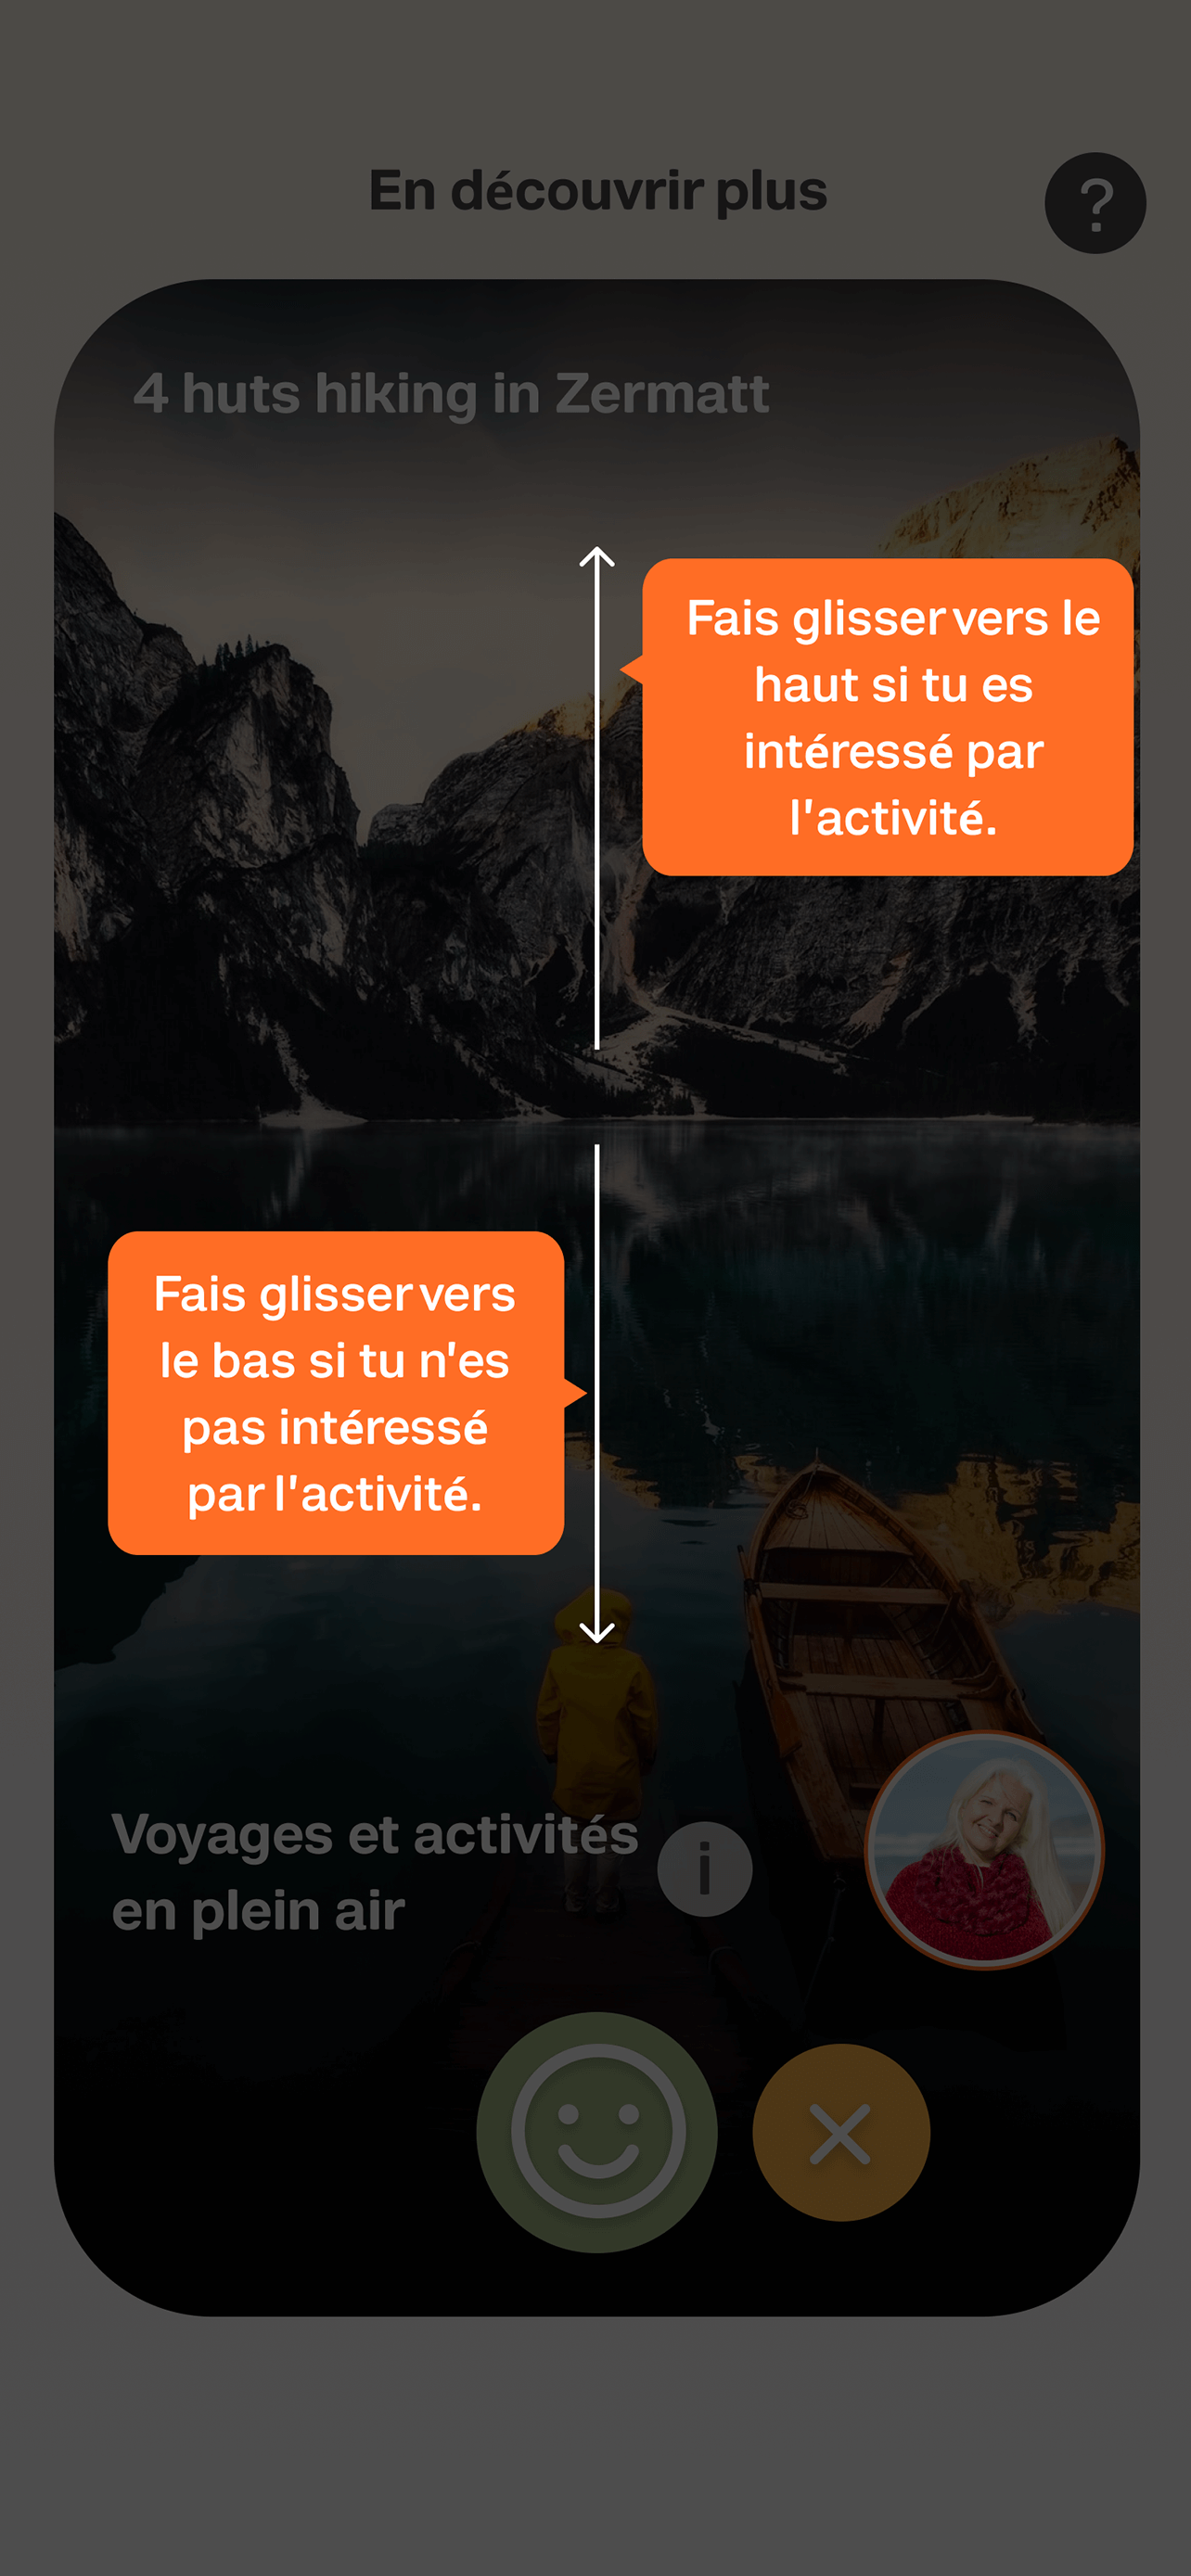 En découvrir plus
?
4 huts hiking in Zermatt
Fais glisser vers le
haut si tu es
intéressé par
l'activité.
Fais glisser vers
le bas si tu n'es
pas intéressé
par l'activité.
Voyages et activités
en plein air
i